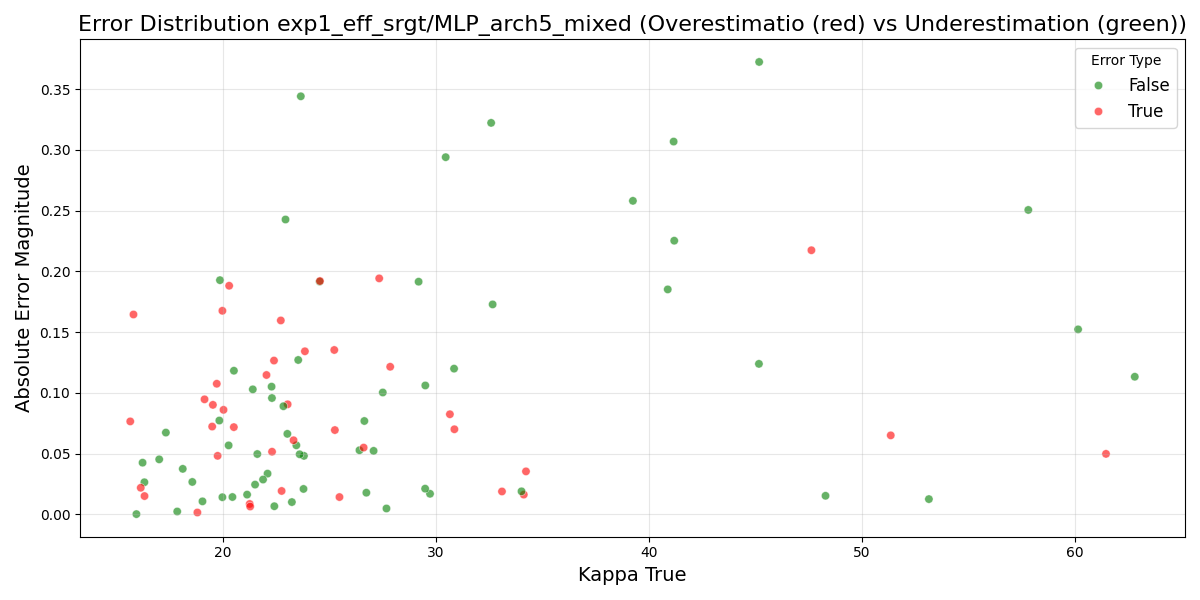 Error Distribution exp1_eff_srgt/MLP_arch5_mixed (Overestimatio (red) vs Underestimation (green))
Error Type
False
True
Absolute Error Magnitude
0.35
0.30
0.25
0.20
0.15
0.10
0.05
0.00
20
30
40
50
60
Kappa True